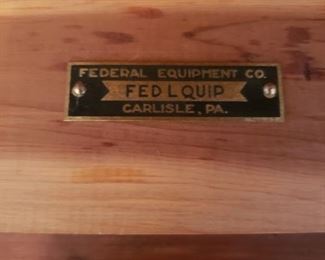 FEDERAL EQUIPMENT CO.
FEDLQUIP
CARLISLE, PA.